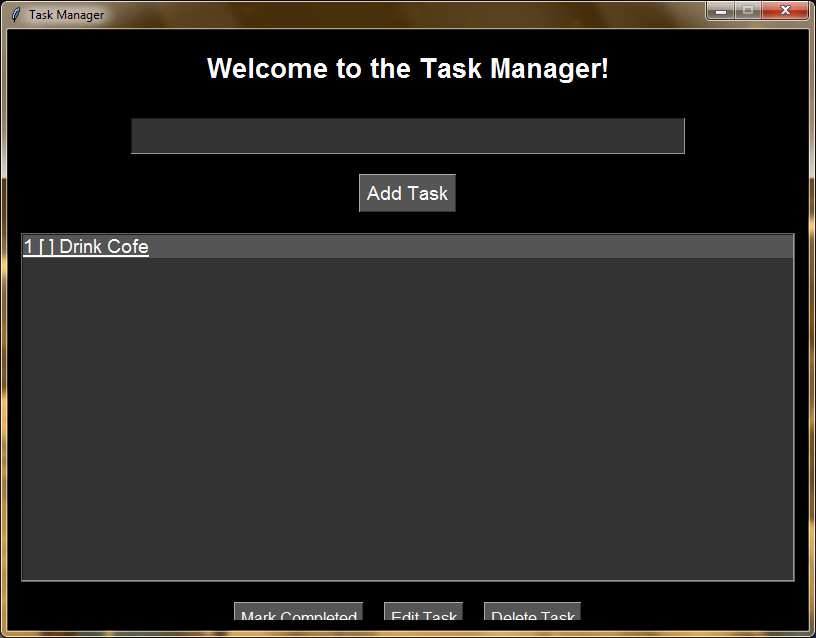 Task Manager
Welcome to the Task Manager!
Add Task
1 [ ] Drink Cofe
Mark Completed Edit Task Delete Task